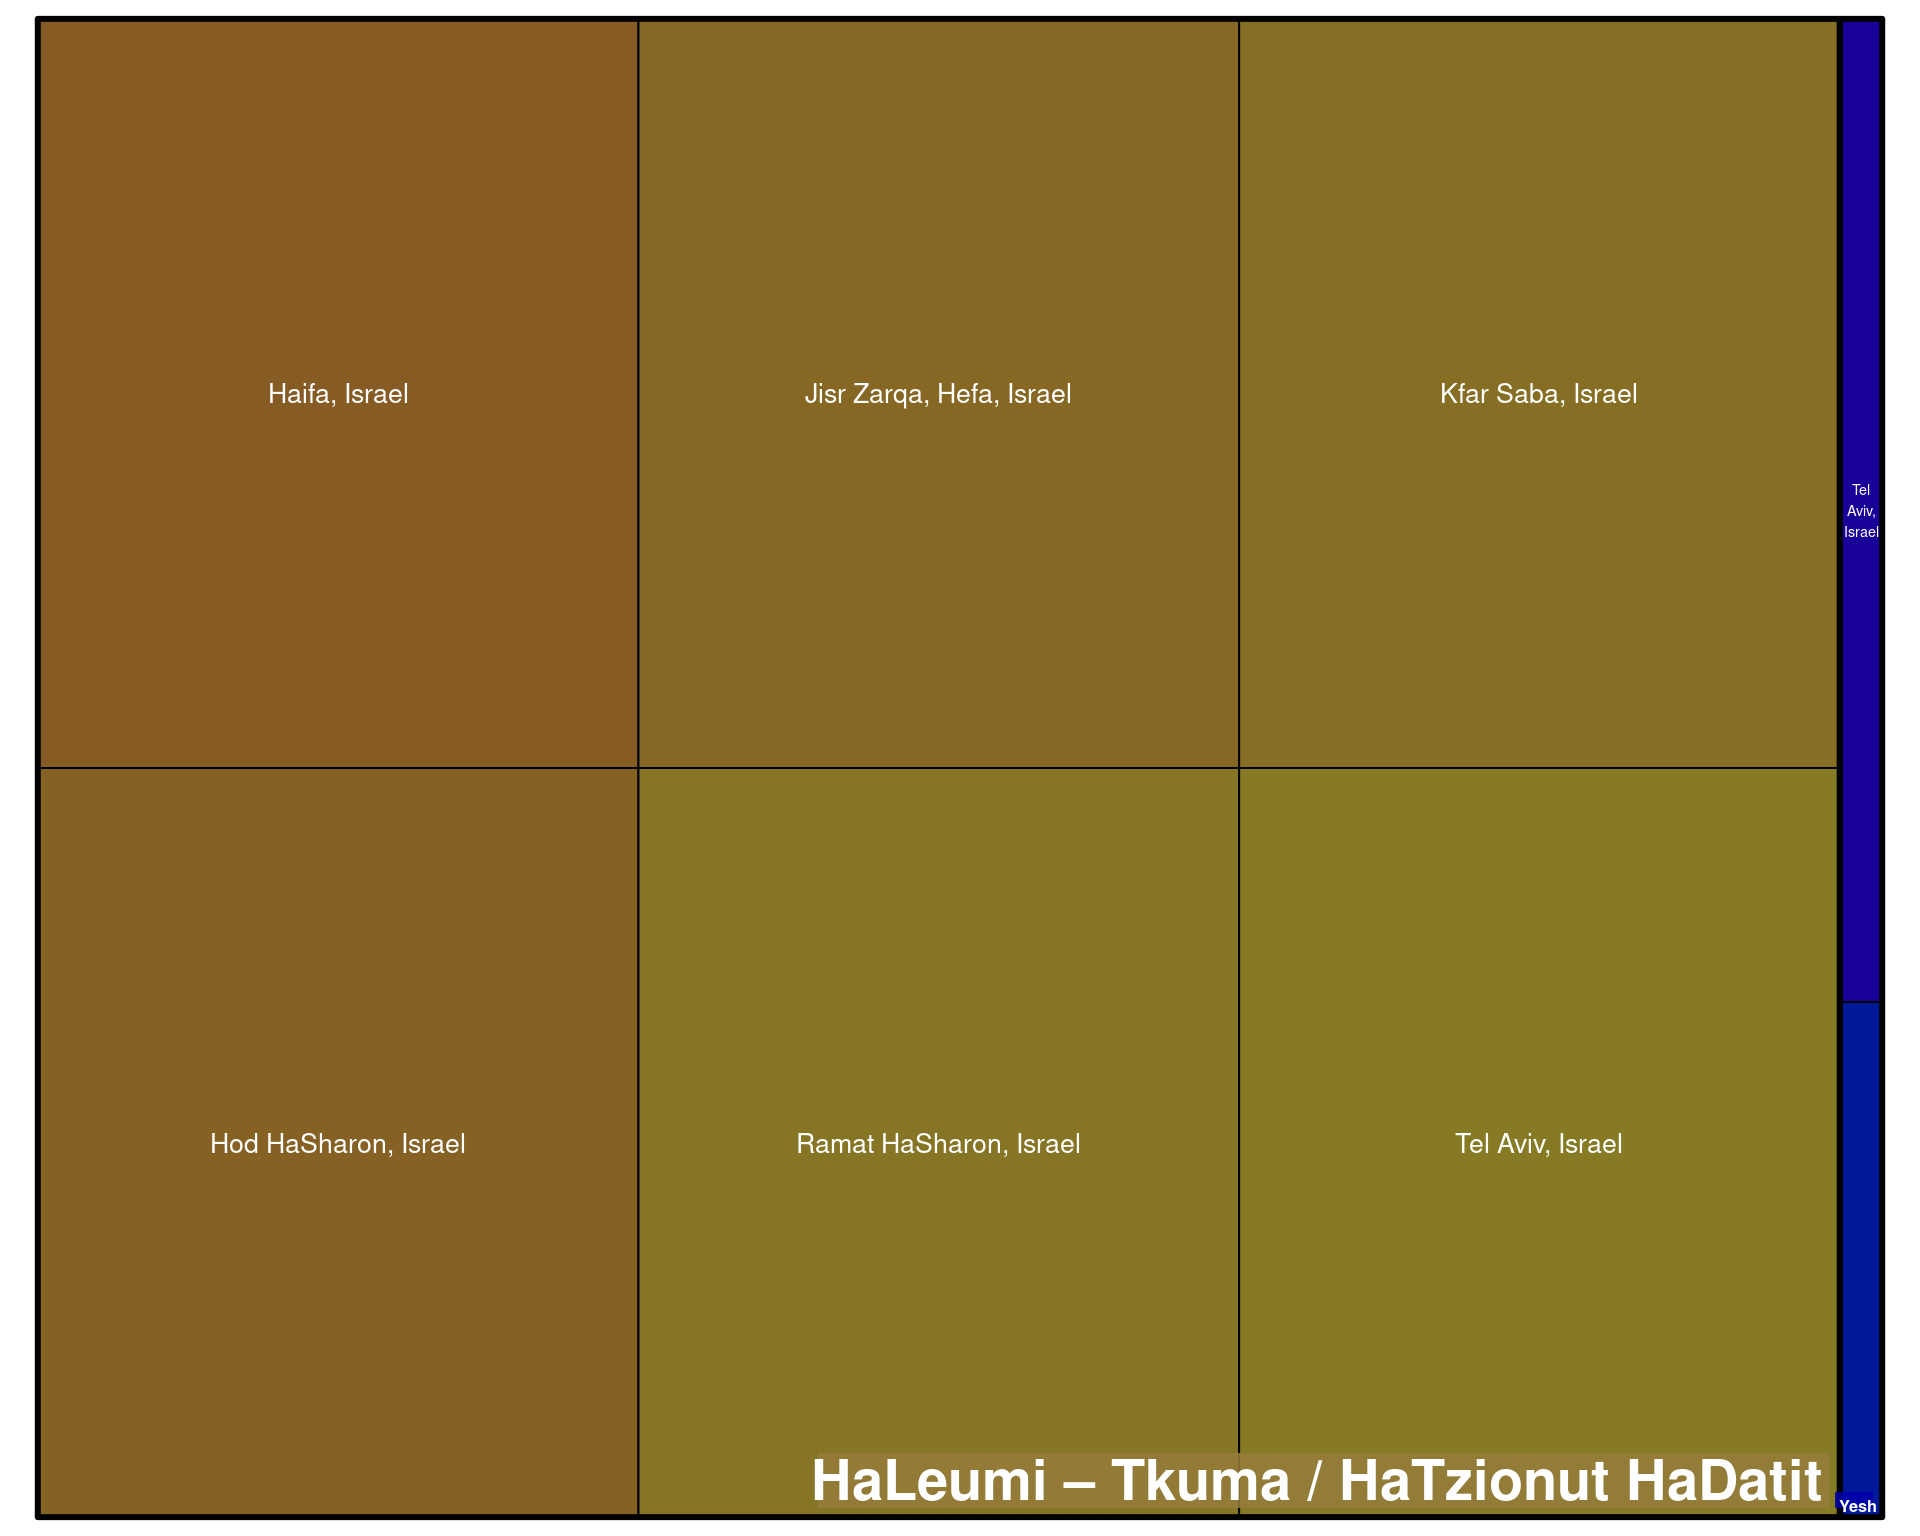 Haifa, Israel
Jisr Zarqa, Hefa, Israel
Kfar Saba, Israel
Tel
Aviv,
Israel
Hod HaSharon, Israel
Ramat HaSharon, Israel
Tel Aviv, Israel
HaLeumi – Tkuma / HaTzionut HaDatit
Yesh